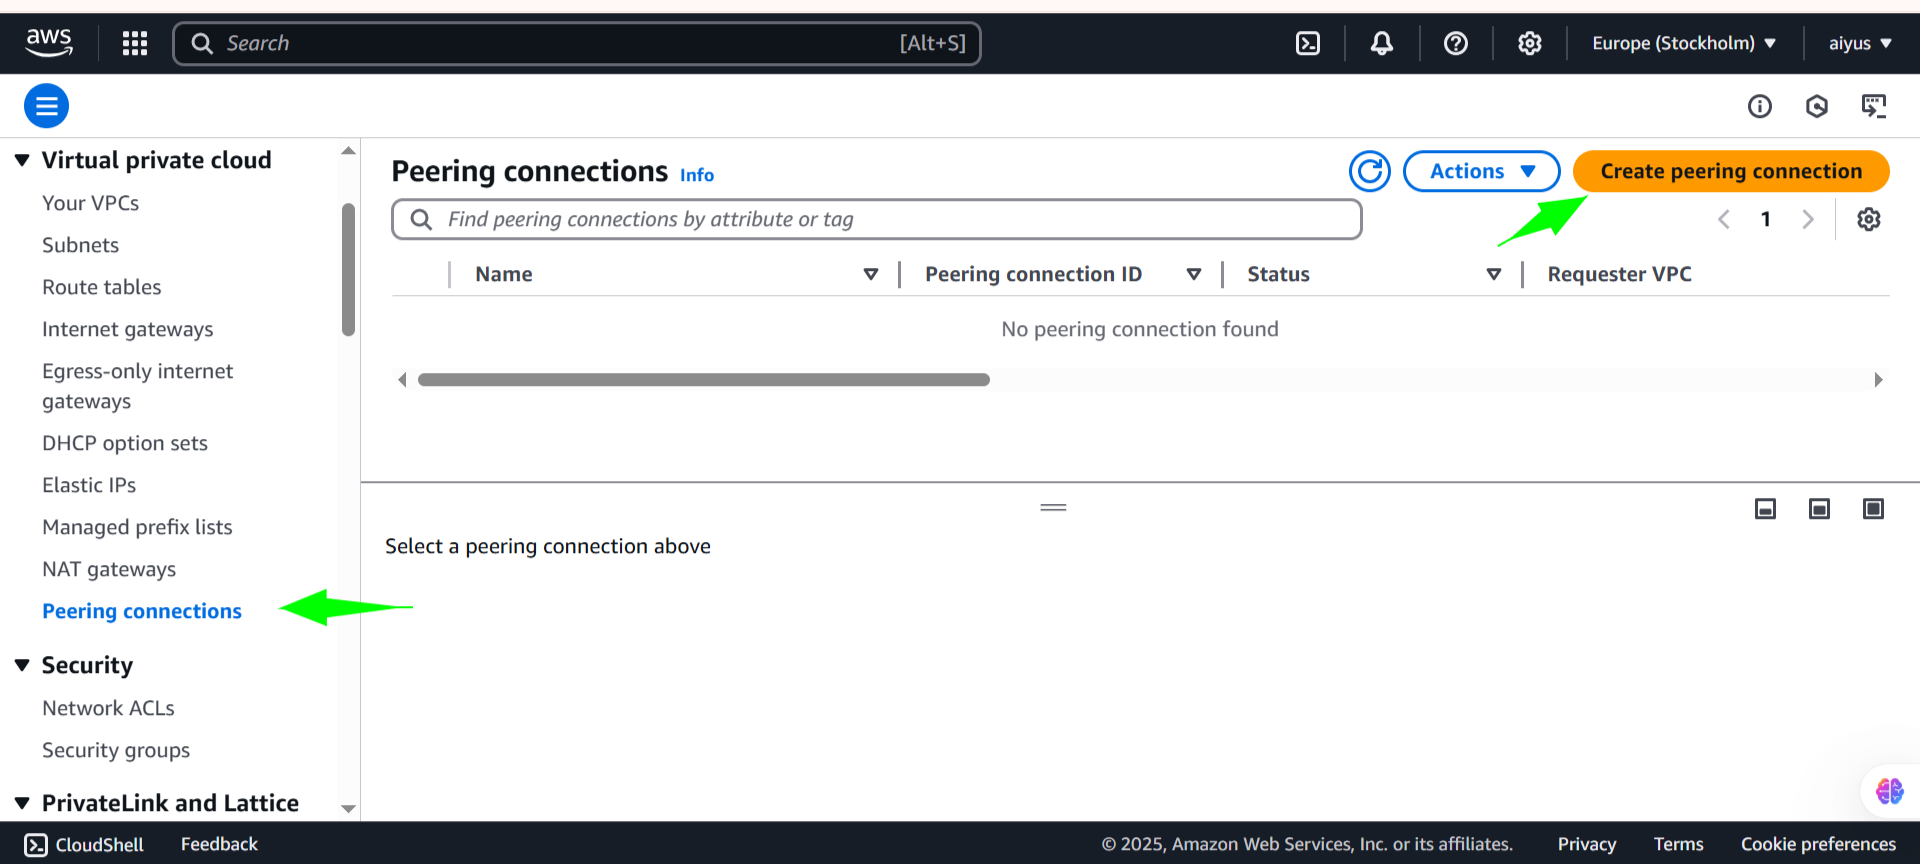 aws
Search
[Alt+S]
Europe (Stockholm)
aiyus
Virtual private cloud
Your VPCs
Subnets
Route tables
Internet gateways
Egress-only internet
gateways
DHCP option sets
Elastic IPs
Managed prefix lists
NAT gateways
Peering connections
Security
Network ACLs
Security groups
PrivateLink and Lattice
Peering connections Info
Actions
Create peering connection
Find peering connections by attribute or tag
1
Name
Peering connection ID
Status
Requester VPC
No peering connection found
Select a peering connection above
CloudShell
Feedback
© 2025, Amazon Web Services, Inc. or its affiliates.
Privacy
Terms
Cookie preferences